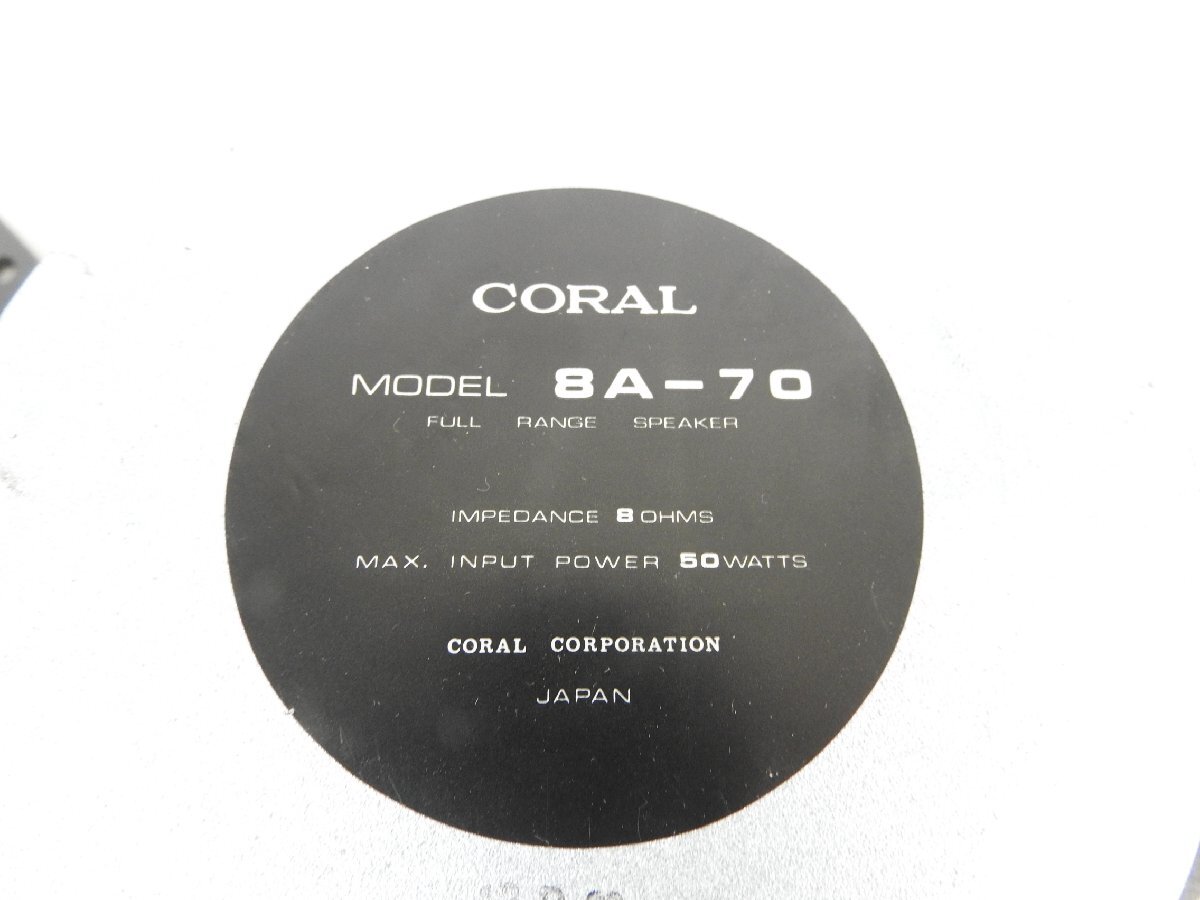 CORAL
MODEL 8A-70
FULL RANGE SPEAKER
IMPEDANCE 8 OHMS
MAX. INPUT POWER 50 WATTS
CORAL CORPORATION
JAPAN